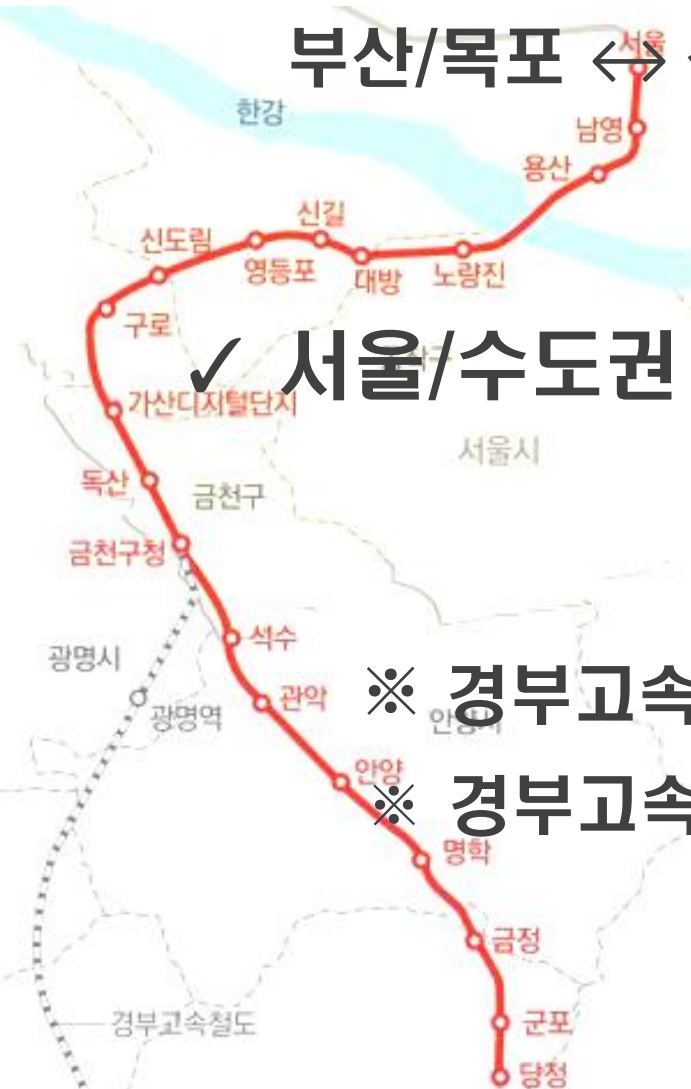 부산/목포 ↔
서울
한강
남영
용산
신길
신도림
영등포
대방
노량진
구로
✓ 서울/수도권
가산디지털단지
서울시
독산
금천구
금천구청
석수
광명시
관악
※ 경부고속
광명역
안양시
안양
※ 경부고속
명학
금정
경부고속철도
군포
당정